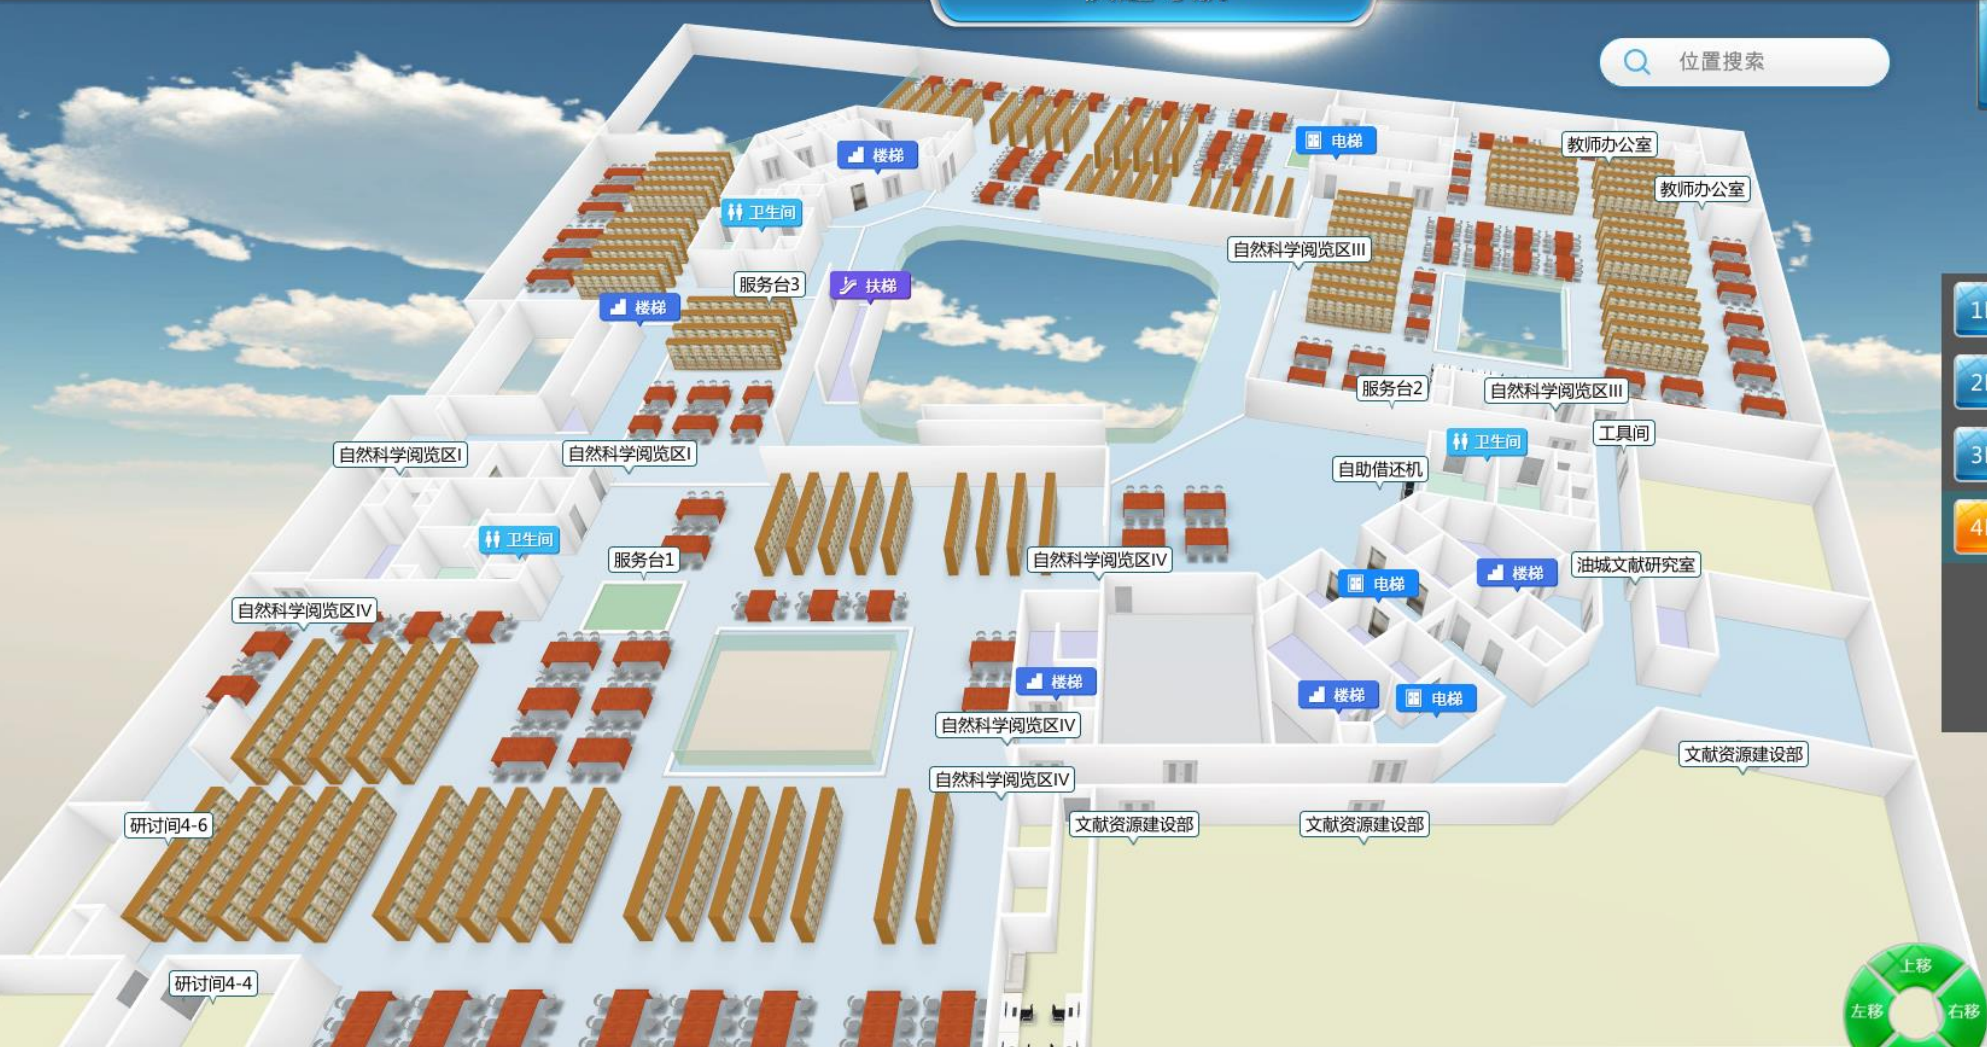 位置搜索
电梯
教师办公室
楼梯
教师办公室
卫生间
自然科学阅览区III
服务台3
扶梯
楼梯
服务台2
自然科学阅览区III
工具间
卫生间
自然科学阅览区I
自然科学阅览区I
自助借还机
卫生间
服务台1
自然科学阅览区IV
油城文献研究室
楼梯
电梯
自然科学阅览区IV
楼梯
楼梯
电梯
自然科学阅览区IV
文献资源建设部
自然科学阅览区IV
研讨间4-6
文献资源建设部
文献资源建设部
研讨间4-4
上移
左移
右移
1
2
3
4